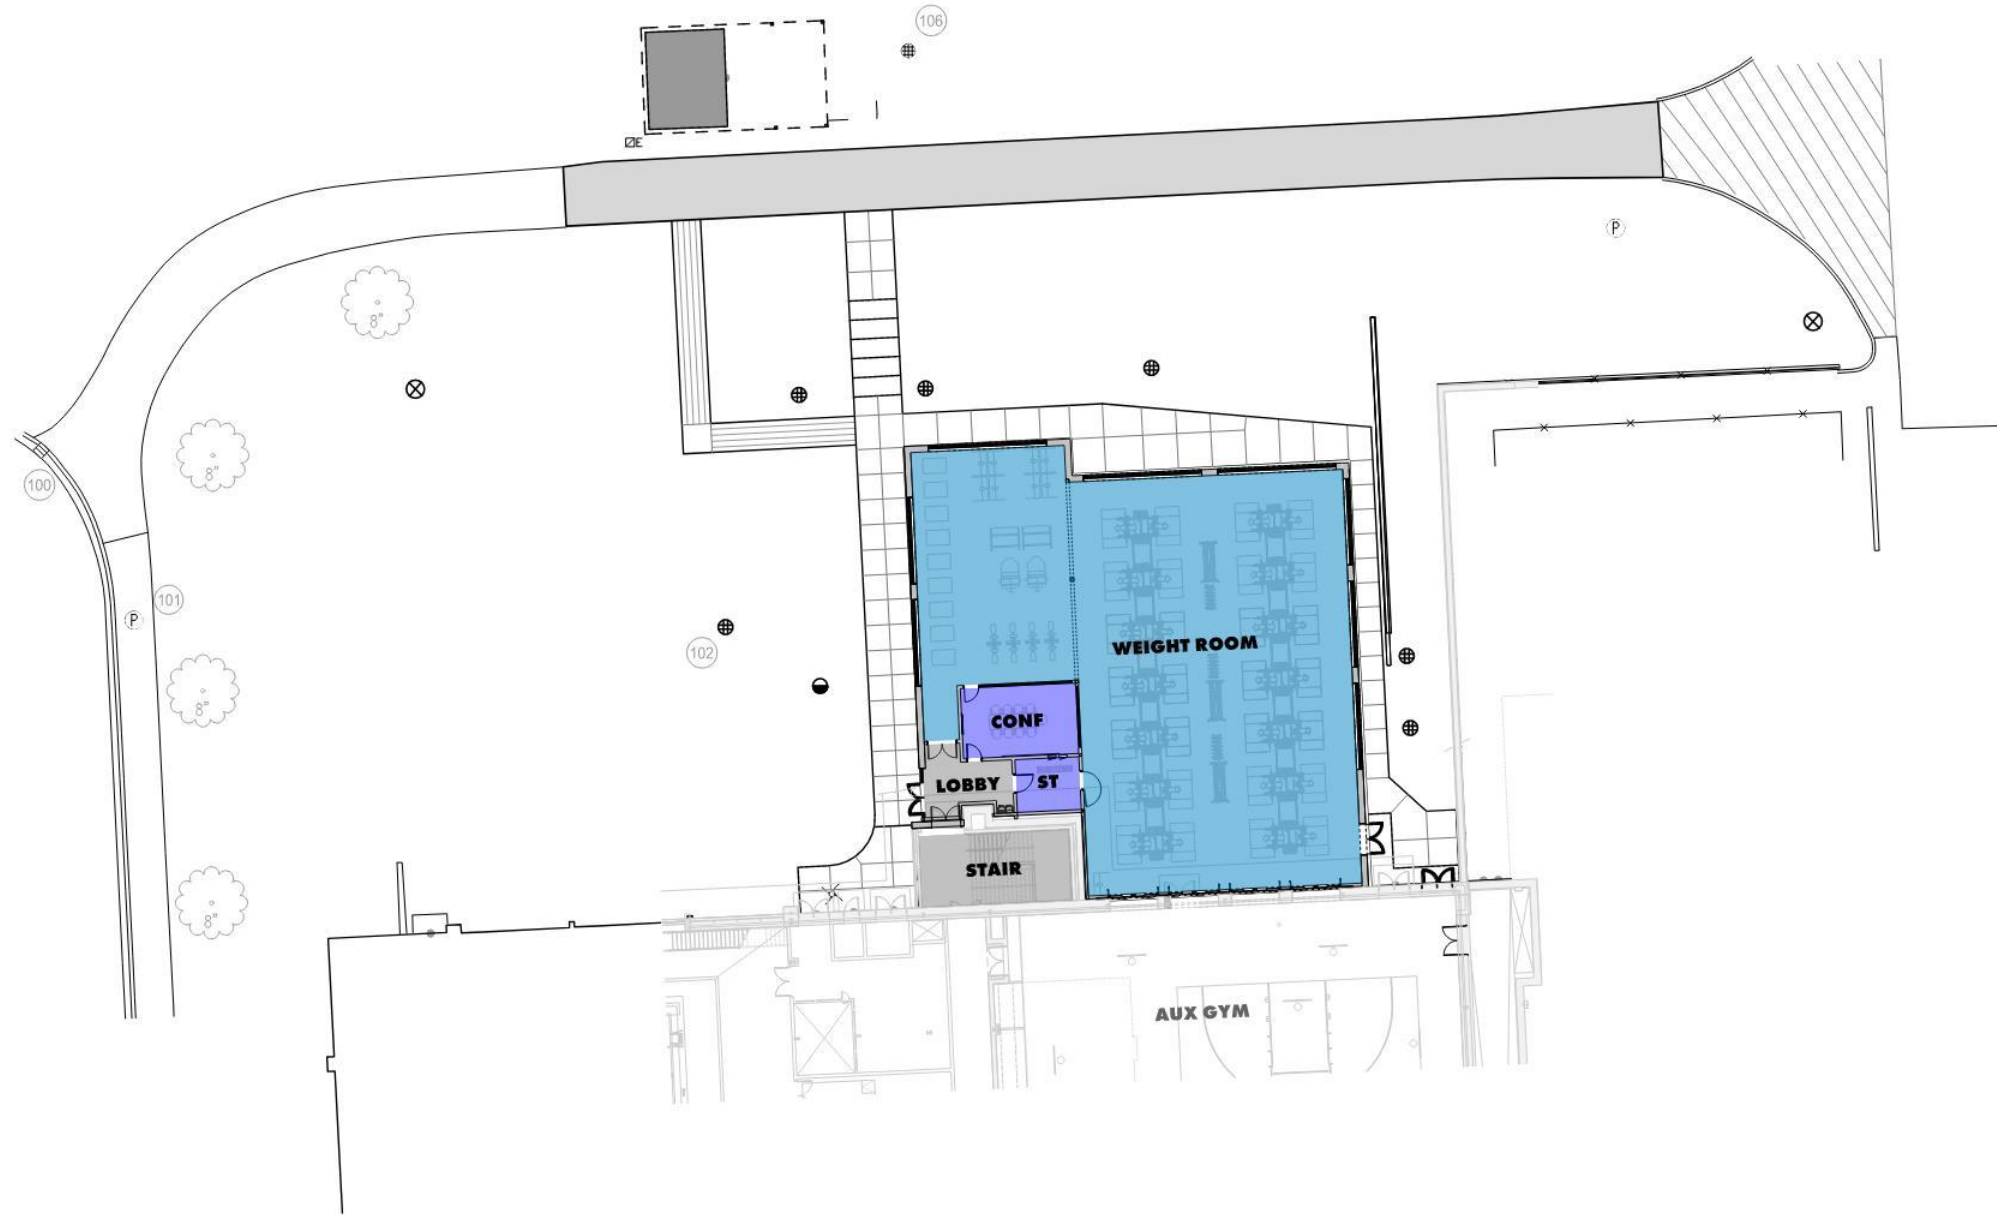 106
E
P
8"
8"
100
101
P
102
WEIGHT ROOM
8"
CONF
LOBBY
ST
STAIR
8"
AUX GYM